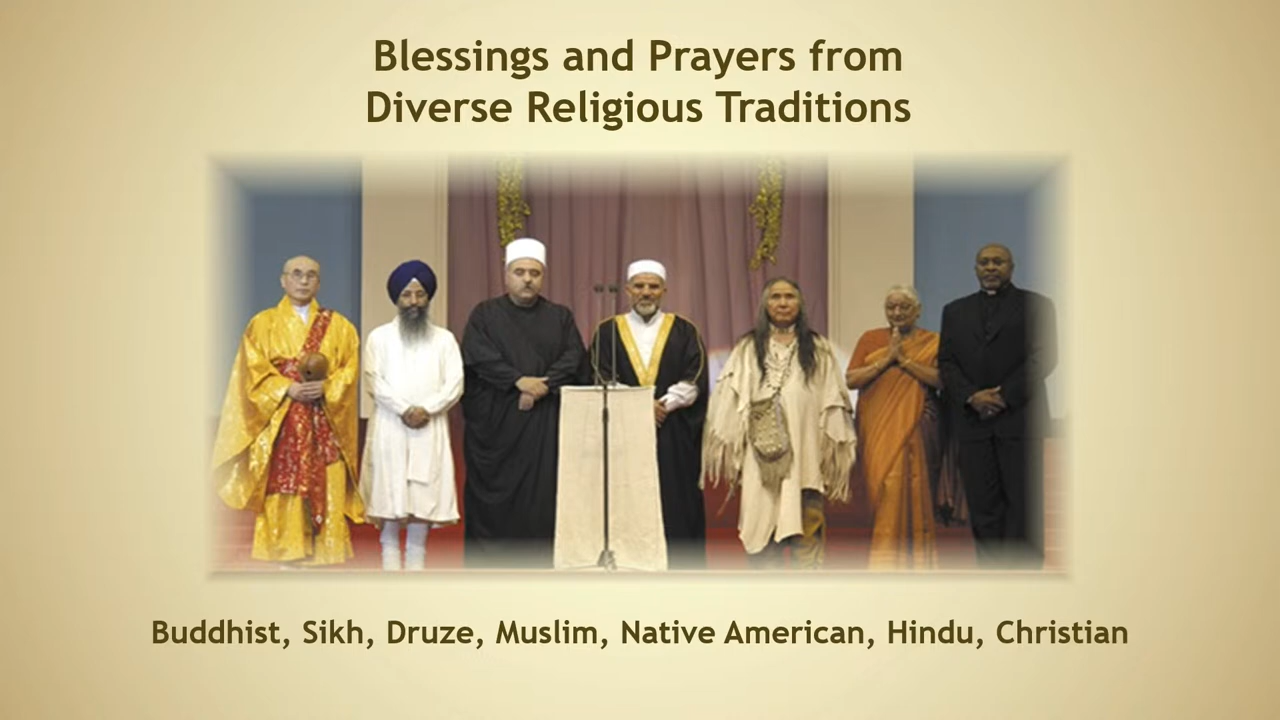 Blessings and Prayers from
Diverse Religious Traditions
Buddhist, Sikh, Druze, Muslim, Native American, Hindu, Christian